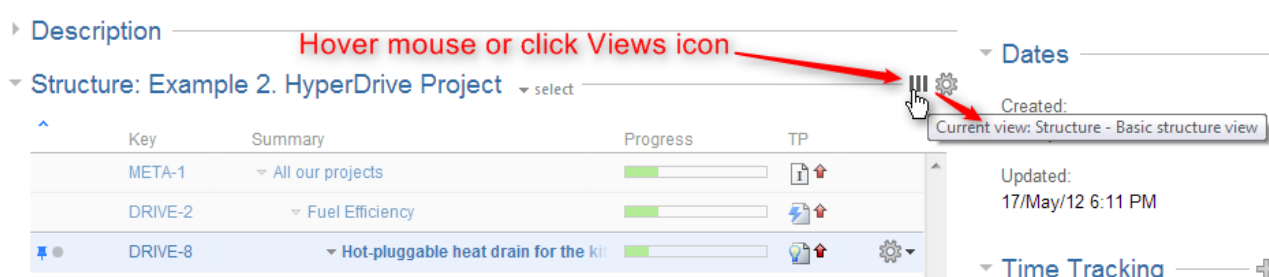 Description
Hover mouse or click Views icon
Dates
Structure: Example 2. HyperDrive Project select
Created:
Current view: Structure - Basic structure view
Key Summary Progress TP
META-1 All our projects
Updated:
17/May/12 6:11 PM
DRIVE-2 Fuel Efficiency
DRIVE-8 Hot-pluggable heat drain for the
Time Tracking